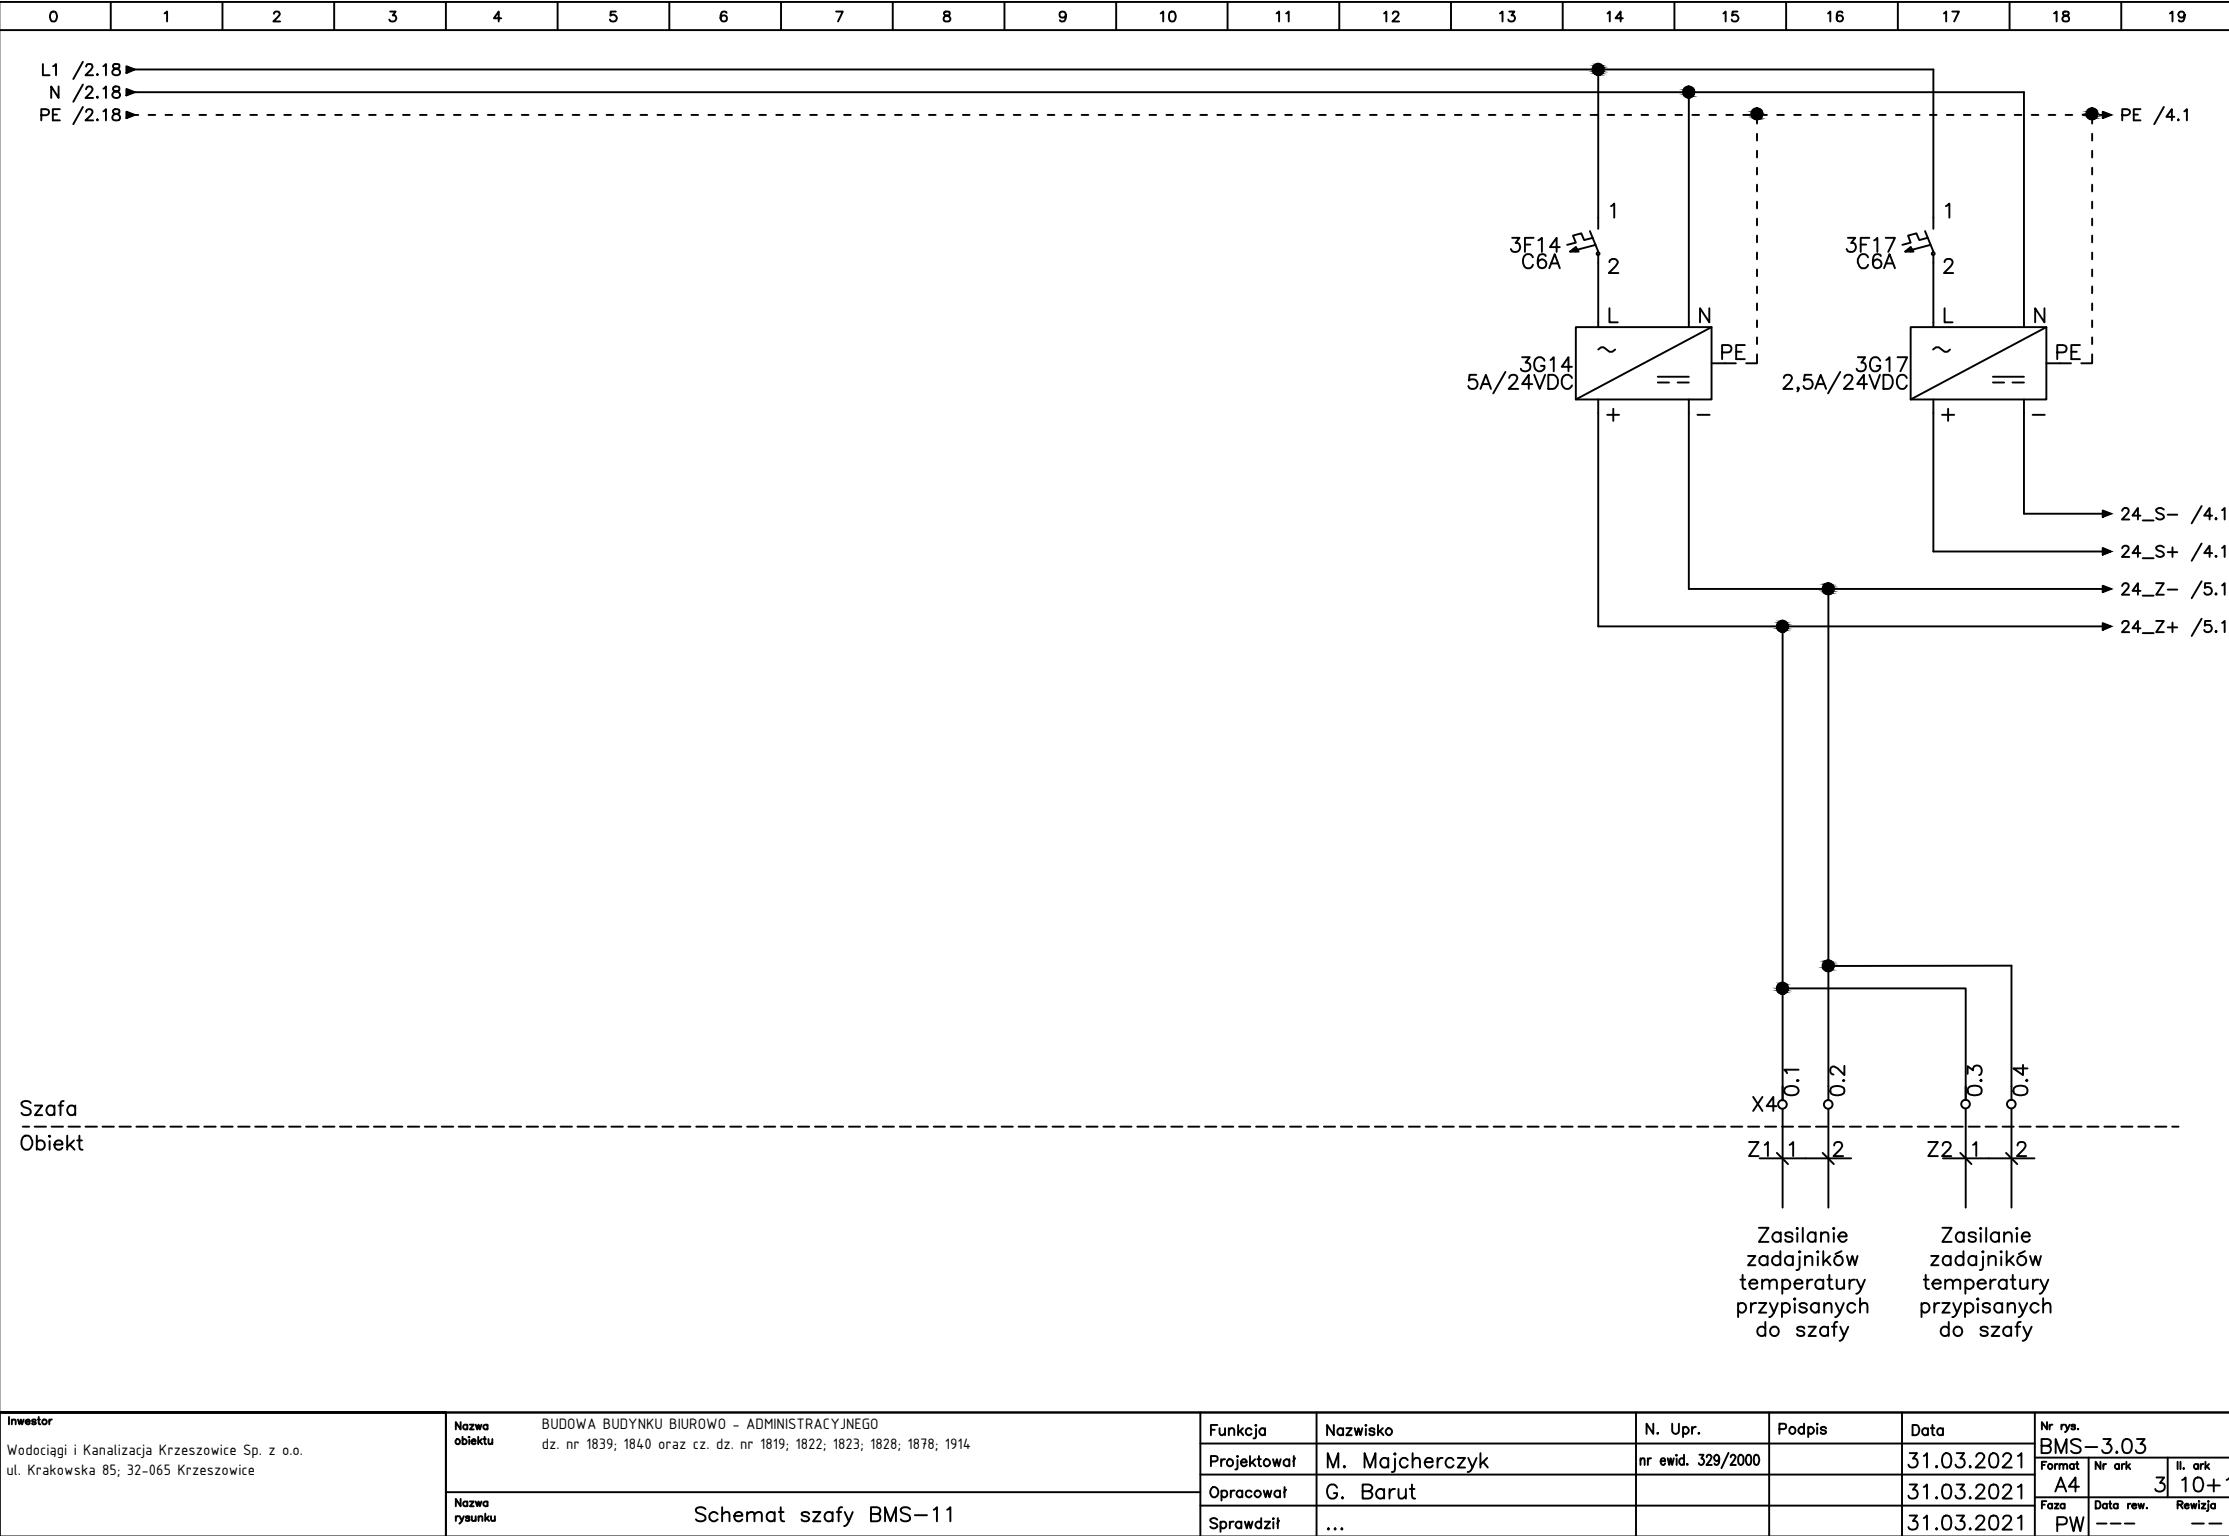 0 1 2 3 4 5 6 7 8 9 10 11 12 13 14 15 16 17 18 19
L1 /2.18
N /2.18
PE /2.18
PE /4.1
1 1
3F14 3F17
C6A C6A
2 2
L N L N
PE PE
3G14 3G17
5A/24VDC 2,5A/24VDC
+ - + -
24_S- /4.1
24_S+ /4.1
24_Z- /5.1
24_Z+ /5.1
0.1 0.2 0.3 0.4
X4
Szafa
Obiekt
Z1 1 2 Z2 1 2
Zasilanie
zadajników
temperatury
przypisanych
do szafy
Zasilanie
zadajników
temperatury
przypisanych
do szafy
Inwestor
Wodociągi i Kanalizacja Krzeszowice Sp. z o.o.
ul. Krakowska 85; 32-065 Krzeszowice
Nazwa
obiektu
BUDOWA BUDYNKU BIUROWO - ADMINISTRACYJNEGO
dz. nr 1839; 1840 oraz cz. dz. nr 1819; 1822; 1823; 1828; 1878; 1914
Nazwa
rysunku
Schemat szafy BMS-11
Funkcja Nazwisko N. Upr. Podpis Data
Projektował M. Majcherczyk nr ewid. 329/2000 31.03.2021
Opracował G. Barut 31.03.2021
Sprawdził ... 31.03.2021
Nr rys.
BMS-3.03
Format Nr ark Il. ark
A4 3 10+1
Faza Data rew. Rewizja
PW --- --